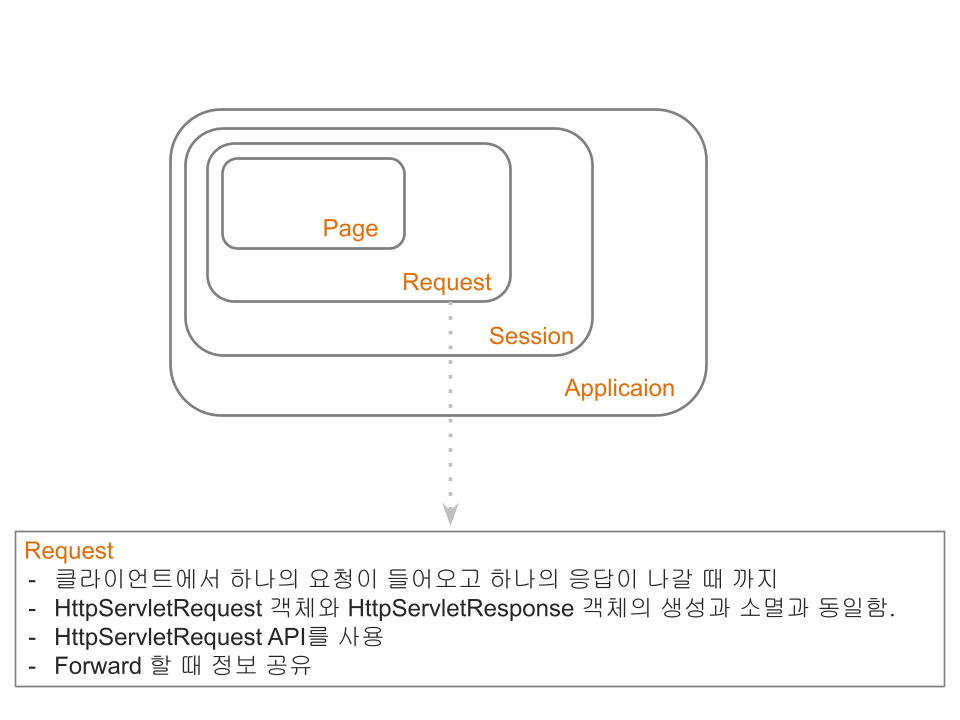 Page
Request
Session
Applicaion
Request
- 클라이언트에서 하나의 요청이 들어오고 하나의 응답이 나갈 때 까지
- HttpServletRequest 객체와 HttpServletResponse 객체의 생성과 소멸과 동일함.
- HttpServletRequest API를 사용
- Forward 할 때 정보 공유